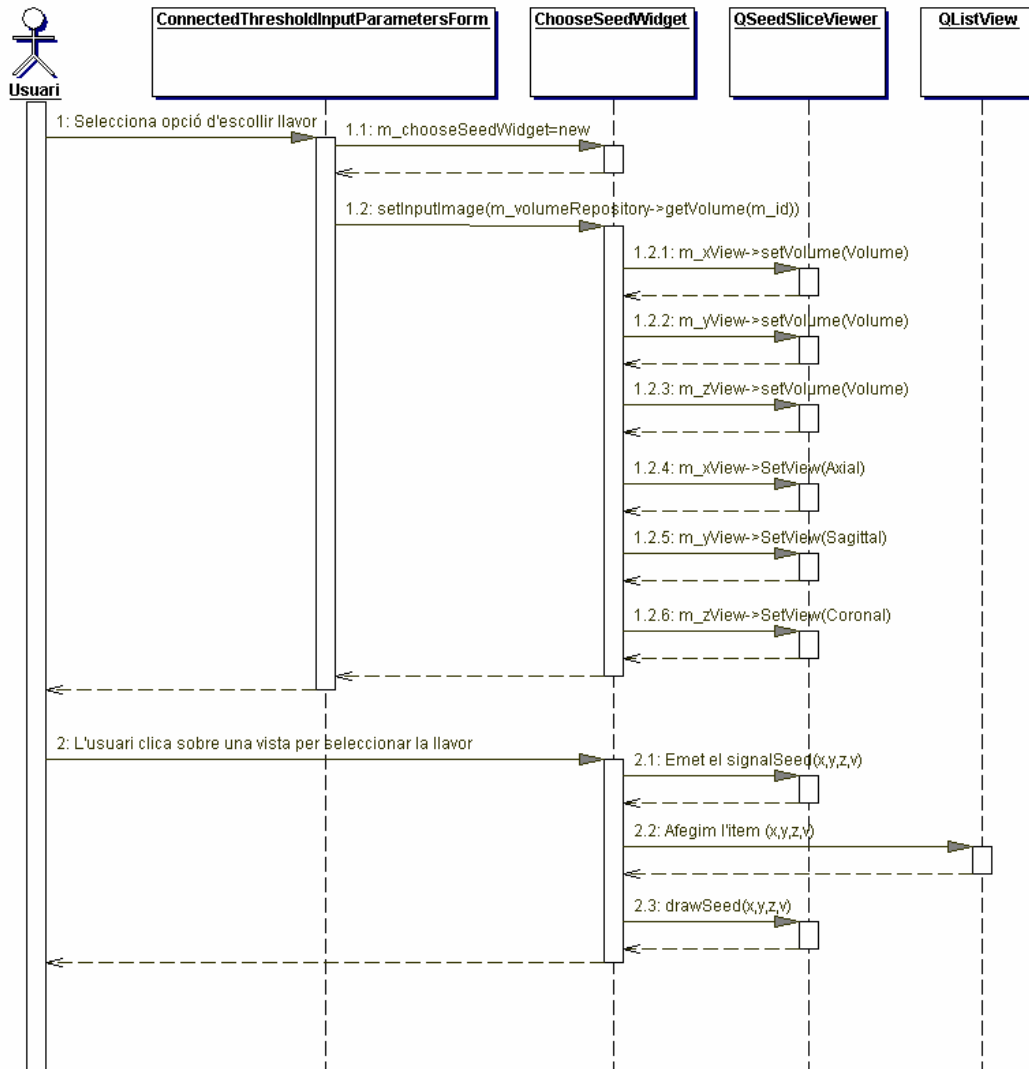 ConnectedThresholdInputParametersForm
ChooseSeedWidget
QSeedSliceViewer
QListView
Usuari
1: Selecciona opció d'escollir llavor
1.1: m_chooseSeedWidget=new
1.2: setInputImage(m_volumeRepository->getVolume(m_id))
1.2.1: m_xView->setVolume(Volume)
1.2.2: m_yView->setVolume(Volume)
1.2.3: m_zView->setVolume(Volume)
1.2.4: m_xView->SetView(Axial)
1.2.5: m_yView->SetView(Sagittal)
1.2.6: m_zView->SetView(Coronal)
2: L'usuari clica sobre una vista per seleccionar la llavor
2.1: Emet el signalSeed(x,y,z,v)
2.2: Afegim l'item (x,y,z,v)
2.3: drawSeed(x,y,z,v)